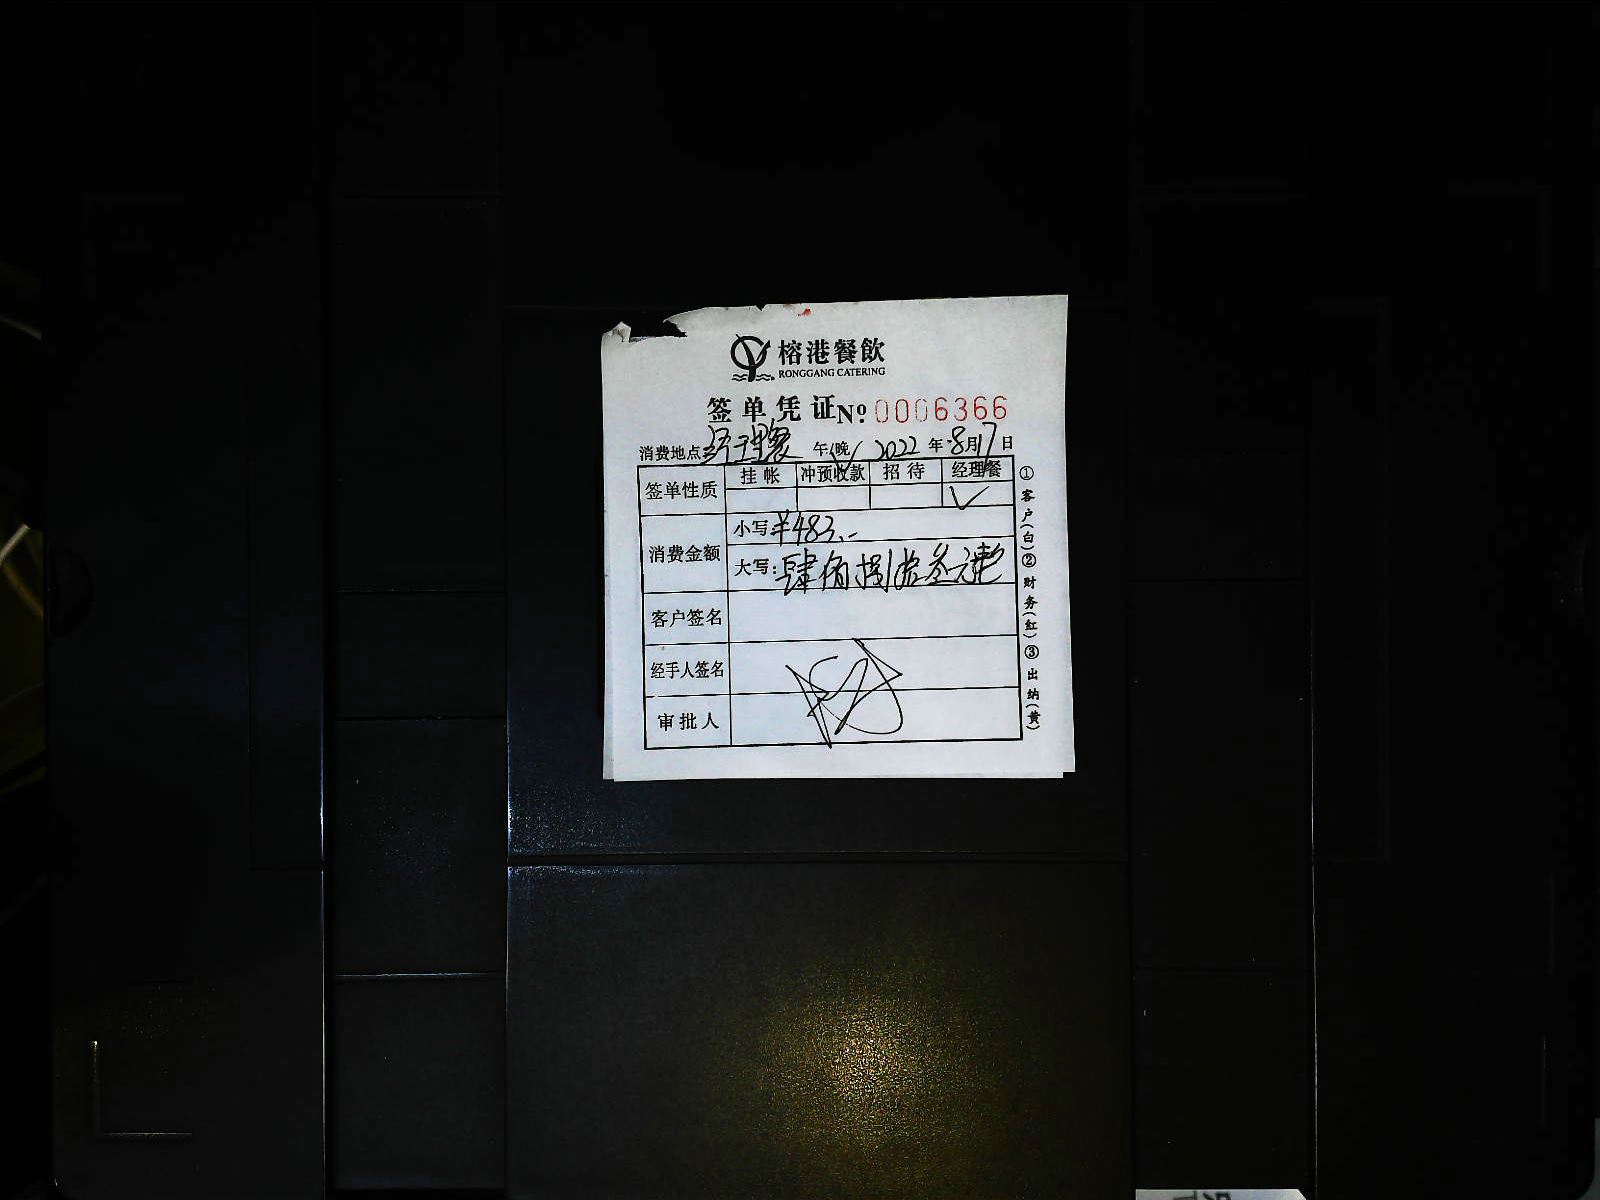 榕港餐飲
RONGGANG CATERING
签单凭证 № 0006366
消费地点: 经理餐 午/晚 √ 2022 年 8 月 17 日
签单性质 挂帐 冲预收款 招待 经理餐
√
消费金额 小写: ¥483.-
大写: 肆佰捌拾叁元整
客户签名
经手人签名
审批人
①客户(白)②财务(红)③出纳(黄)